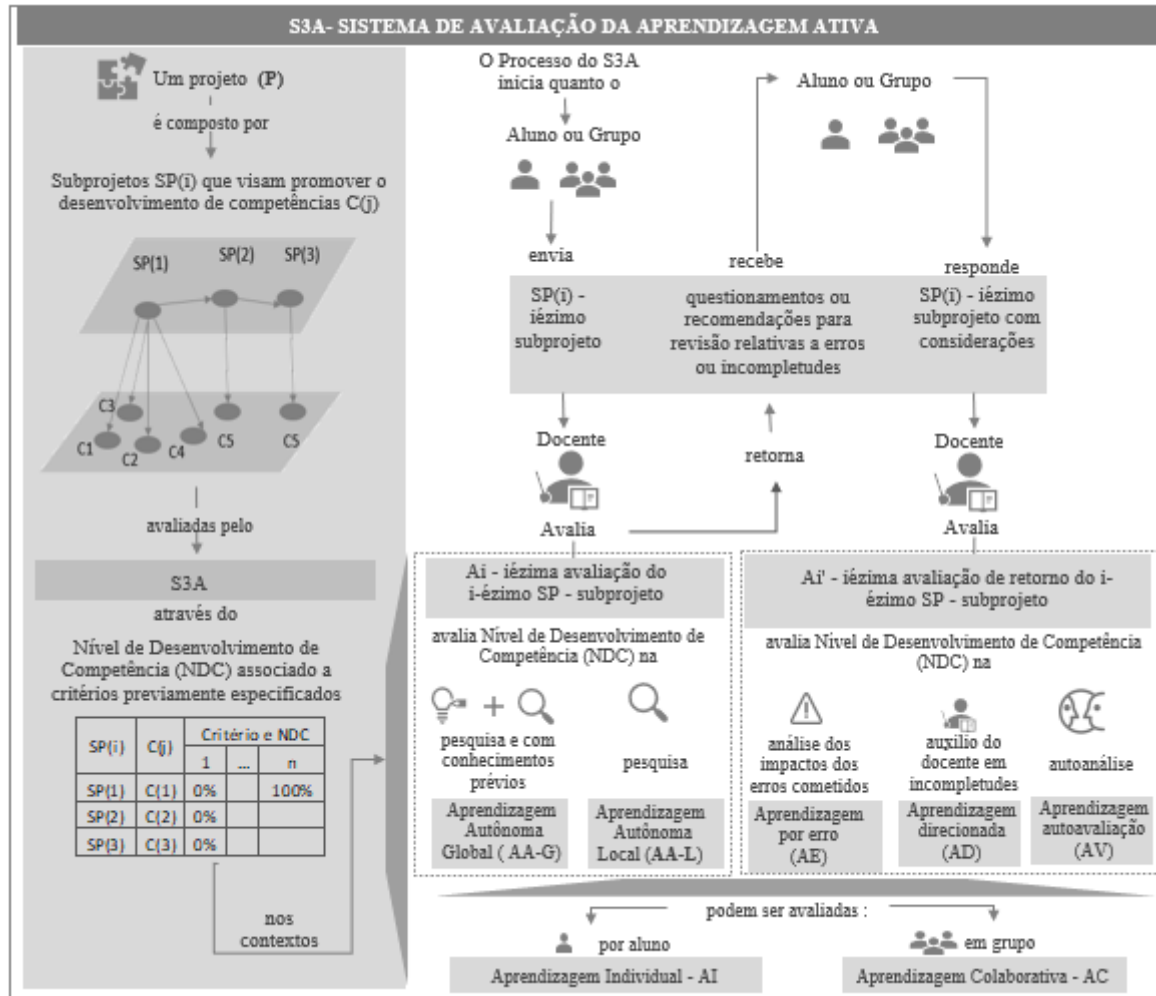 S3A- SISTEMA DE AVALIAÇÃO DA APRENDIZAGEM ATIVA
Um projeto (P)
é composto por
Subprojetos SP(i) que visam promover o
desenvolvimento de competências C(j)
SP(1)
SP(2)
SP(3)
C3
C1
C2
C4
C5
C5
avaliadas pelo
S3A
através do
Nível de Desenvolvimento de
Competência (NDC) associado a
critérios previamente especificados
SP(i) C(j) Critério e NDC
1 ... n
SP(1) C(1) 0% 100%
SP(2) C(2) 0%
SP(3) C(3) 0%
nos
contextos
O Processo do S3A
inicia quanto o
Aluno ou Grupo
envia
SP(i) -
iézimo
subprojeto
Docente
Avalia
Aluno ou Grupo
recebe
questionamentos ou
recomendações para
revisão relativas a erros
ou incompletudes
retorna
responde
SP(i) - iézimo
subprojeto com
considerações
Docente
Avalia
Ai - iézima avaliação do
i-ézimo SP - subprojeto
avalia Nível de Desenvolvimento de
Competência (NDC) na
pesquisa e com
conhecimentos
prévios
Aprendizagem
Autônoma
Global ( AA-G)
pesquisa
Aprendizagem
Autônoma
Local (AA-L)
Ai' - iézima avaliação de retorno do i-
ézimo SP - subprojeto
avalia Nível de Desenvolvimento de Competência
(NDC) na
análise dos
impactos dos
erros cometidos
Aprendizagem
por erro
(AE)
auxilio do
docente em
incompletudes
Aprendizagem
direcionada
(AD)
autoanálise
Aprendizagem
autoavaliação
(AV)
podem ser avaliadas :
por aluno
Aprendizagem Individual - AI
em grupo
Aprendizagem Colaborativa - AC